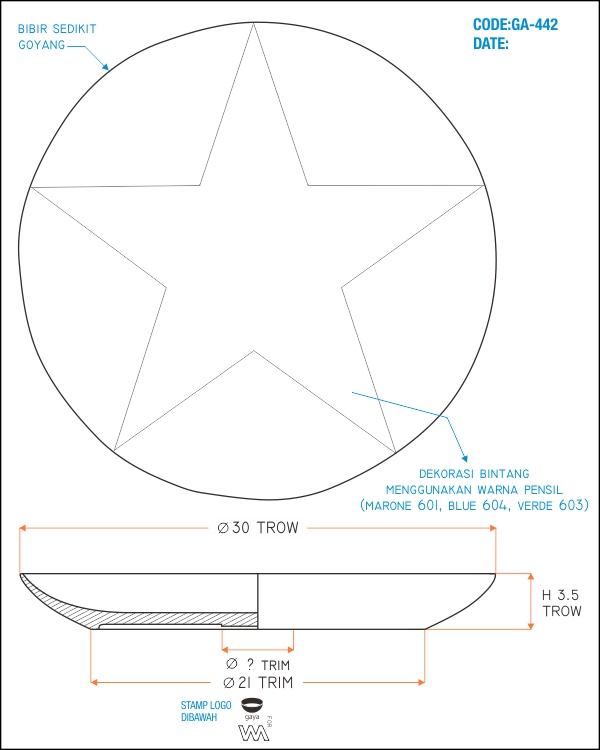 BIBIR SEDIKIT
GOYANG
CODE:GA-442
DATE:
DEKORASI BINTANG
MENGGUNAKAN WARNA PENSIL
(MARONE 601, BLUE 604, VERDE 603)
Ø 30 TROW
H 3.5
TROW
Ø ? TRIM
Ø 21 TRIM
STAMP LOGO
DIBAWAH
gaya
FOR